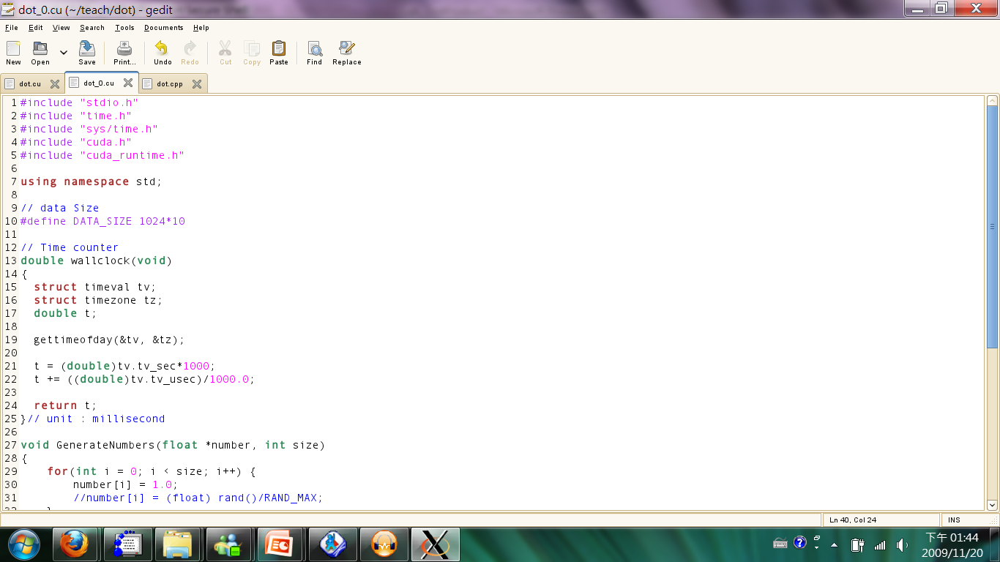 dot_0.cu (~/teach/dot) - gedit
File Edit View Search Tools Documents Help
New Open Save Print... Undo Redo Cut Copy Paste Find Replace
dot.cu dot_0.cu dot.cpp
1 #include "stdio.h"
2 #include "time.h"
3 #include "sys/time.h"
4 #include "cuda.h"
5 #include "cuda_runtime.h"
6
7 using namespace std;
8
9 // data Size
10 #define DATA_SIZE 1024*10
11
12 // Time counter
13 double wallclock(void)
14 {
15 struct timeval tv;
16 struct timezone tz;
17 double t;
18
19 gettimeofday(&tv, &tz);
20
21 t = (double)tv.tv_sec*1000;
22 t += ((double)tv.tv_usec)/1000.0;
23
24 return t;
25 }// unit : millisecond
26
27 void GenerateNumbers(float *number, int size)
28 {
29 for(int i = 0; i < size; i++) {
30 number[i] = 1.0;
31 //number[i] = (float) rand()/RAND_MAX;
Ln 40, Col 24 INS
下午 01:44
2009/11/20